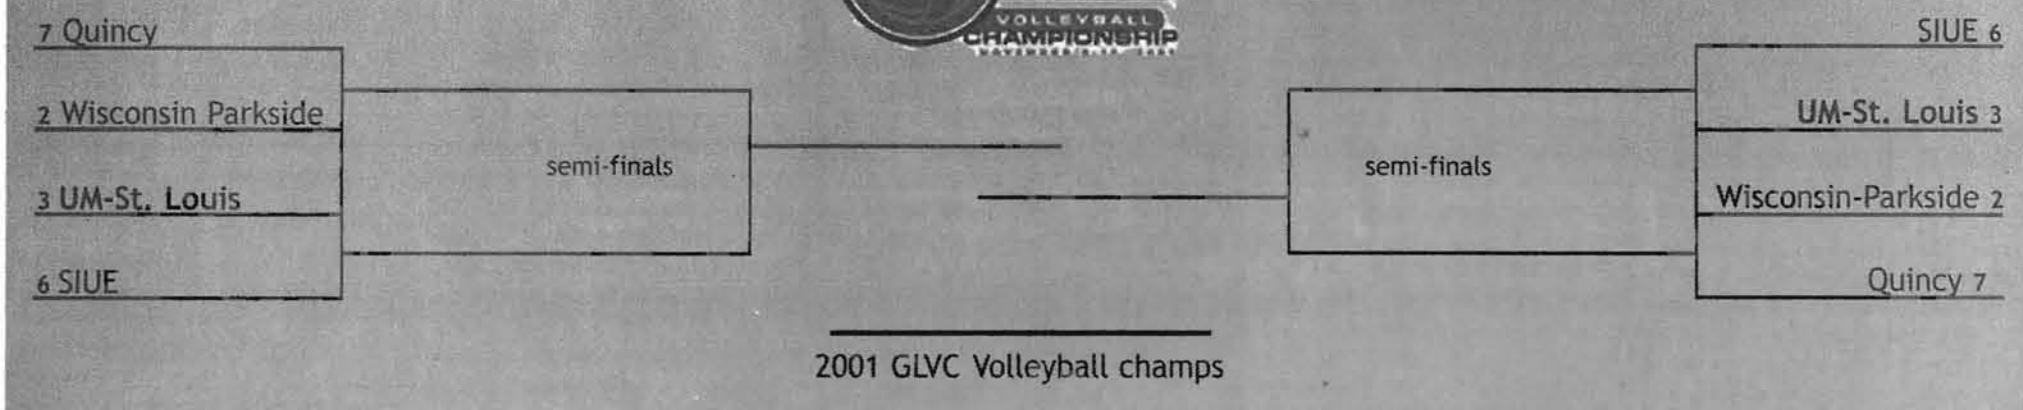 VOLLEYBALL
CHAMPIONSHIP
7 Quincy
2 Wisconsin Parkside
3 UM-St. Louis
6 SIUE
semi-finals
semi-finals
SIUE 6
UM-St. Louis 3
Wisconsin-Parkside 2
Quincy 7
2001 GLVC Volleyball champs